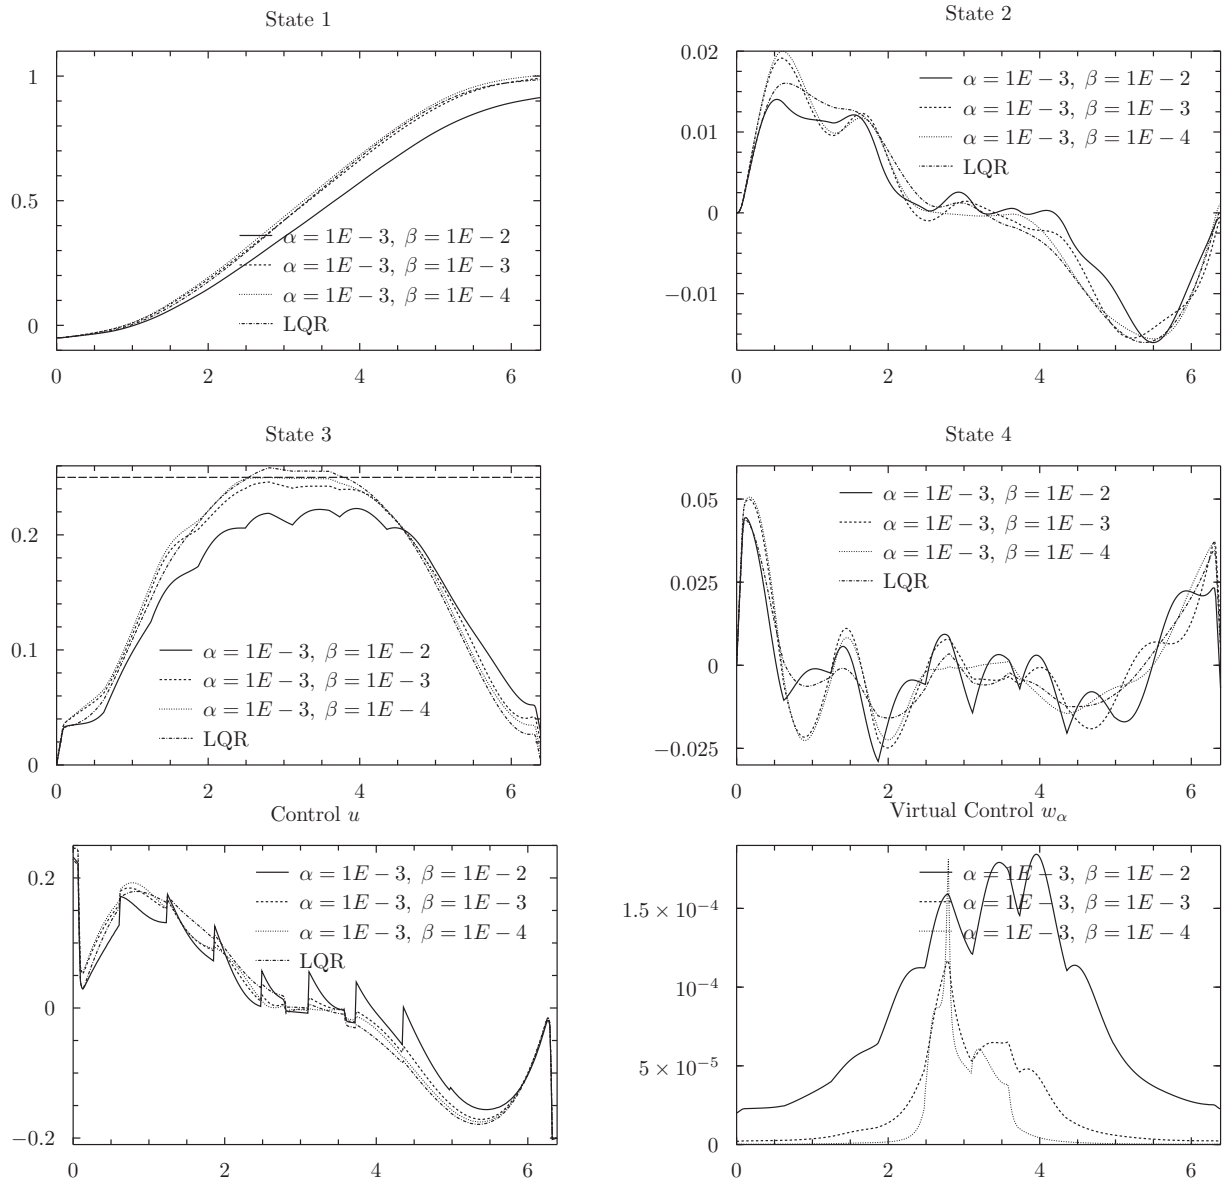 State 1
1
0.5
0
0 2 4 6
α = 1E − 3, β = 1E − 2
α = 1E − 3, β = 1E − 3
α = 1E − 3, β = 1E − 4
LQR
State 2
0.02
0.01
0
−0.01
0 2 4 6
α = 1E − 3, β = 1E − 2
α = 1E − 3, β = 1E − 3
α = 1E − 3, β = 1E − 4
LQR
State 3
0.2
0.1
0
0 2 4 6
α = 1E − 3, β = 1E − 2
α = 1E − 3, β = 1E − 3
α = 1E − 3, β = 1E − 4
LQR
State 4
0.05
0.025
0
−0.025
0 2 4 6
α = 1E − 3, β = 1E − 2
α = 1E − 3, β = 1E − 3
α = 1E − 3, β = 1E − 4
LQR
Control u
0.2
0
−0.2
0 2 4 6
α = 1E − 3, β = 1E − 2
α = 1E − 3, β = 1E − 3
α = 1E − 3, β = 1E − 4
LQR
Virtual Control wα
1.5 × 10⁻⁴
10⁻⁴
5 × 10⁻⁵
0
0 2 4 6
α = 1E − 3, β = 1E − 2
α = 1E − 3, β = 1E − 3
α = 1E − 3, β = 1E − 4